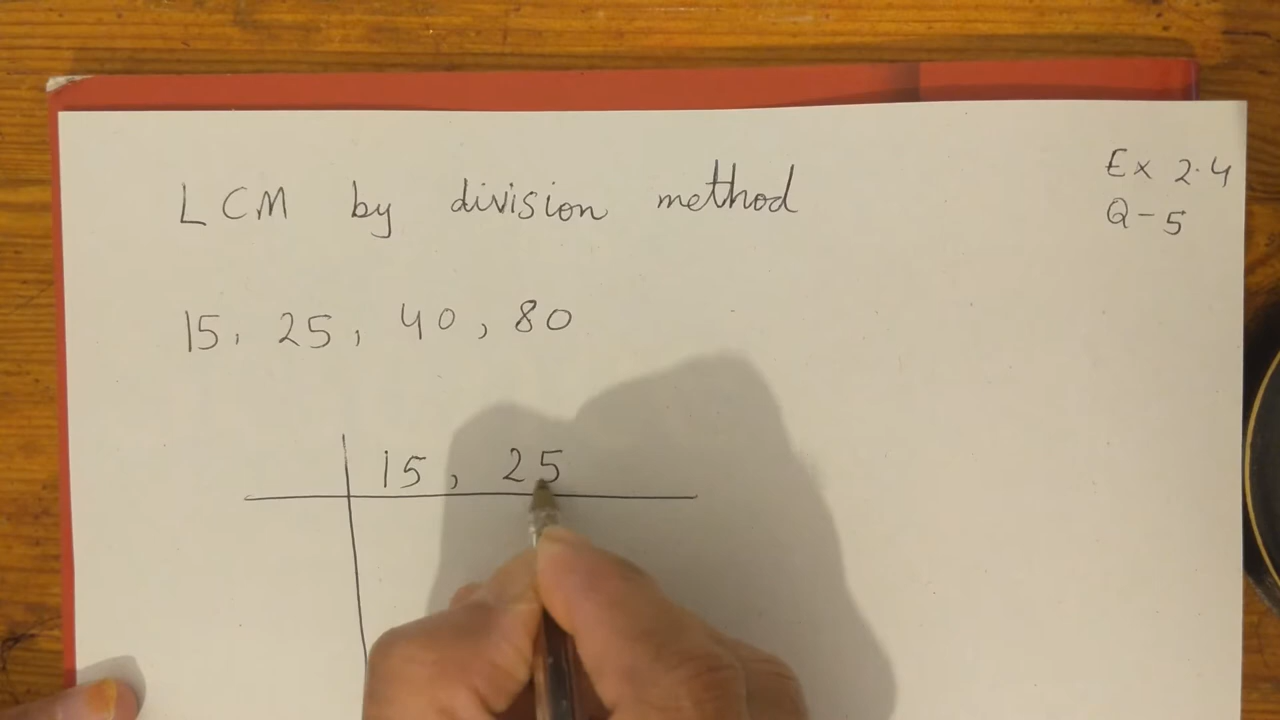 LCM by division method
Ex 2.4
Q-5
15, 25, 40, 80
15, 25